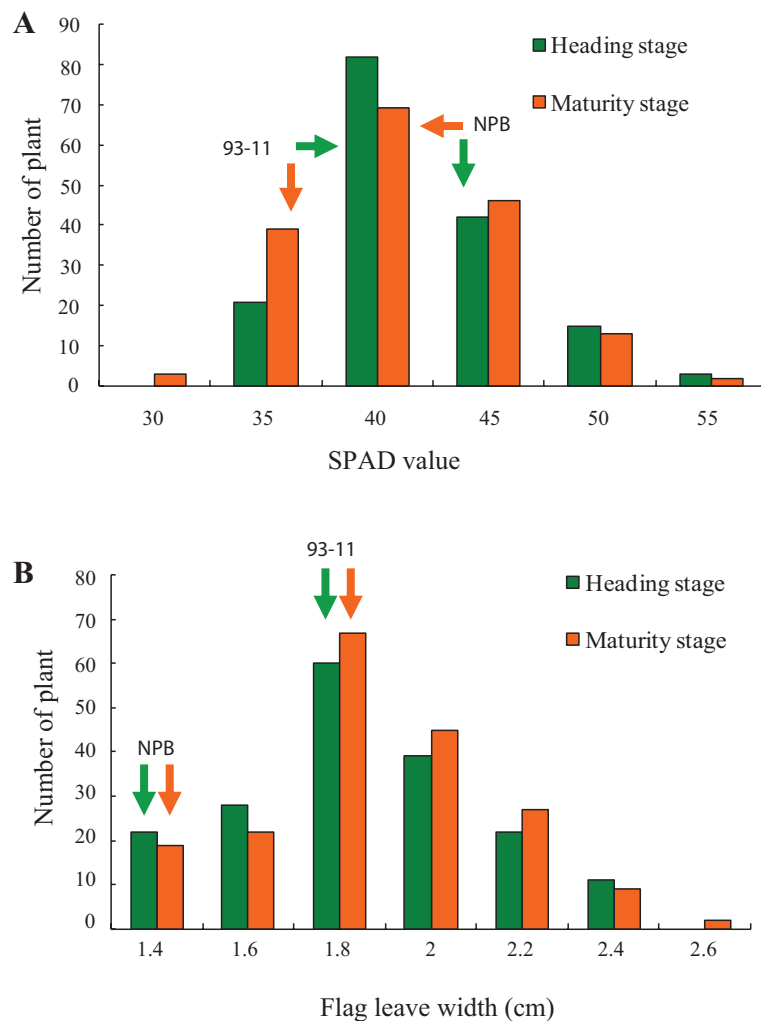 A
Number of plant
90
80
70
60
50
40
30
20
10
0
Heading stage
Maturity stage
93-11
NPB
30 35 40 45 50 55
SPAD value
B
Number of plant
80
70
60
50
40
30
20
10
0
93-11
Heading stage
Maturity stage
NPB
1.4 1.6 1.8 2 2.2 2.4 2.6
Flag leave width (cm)